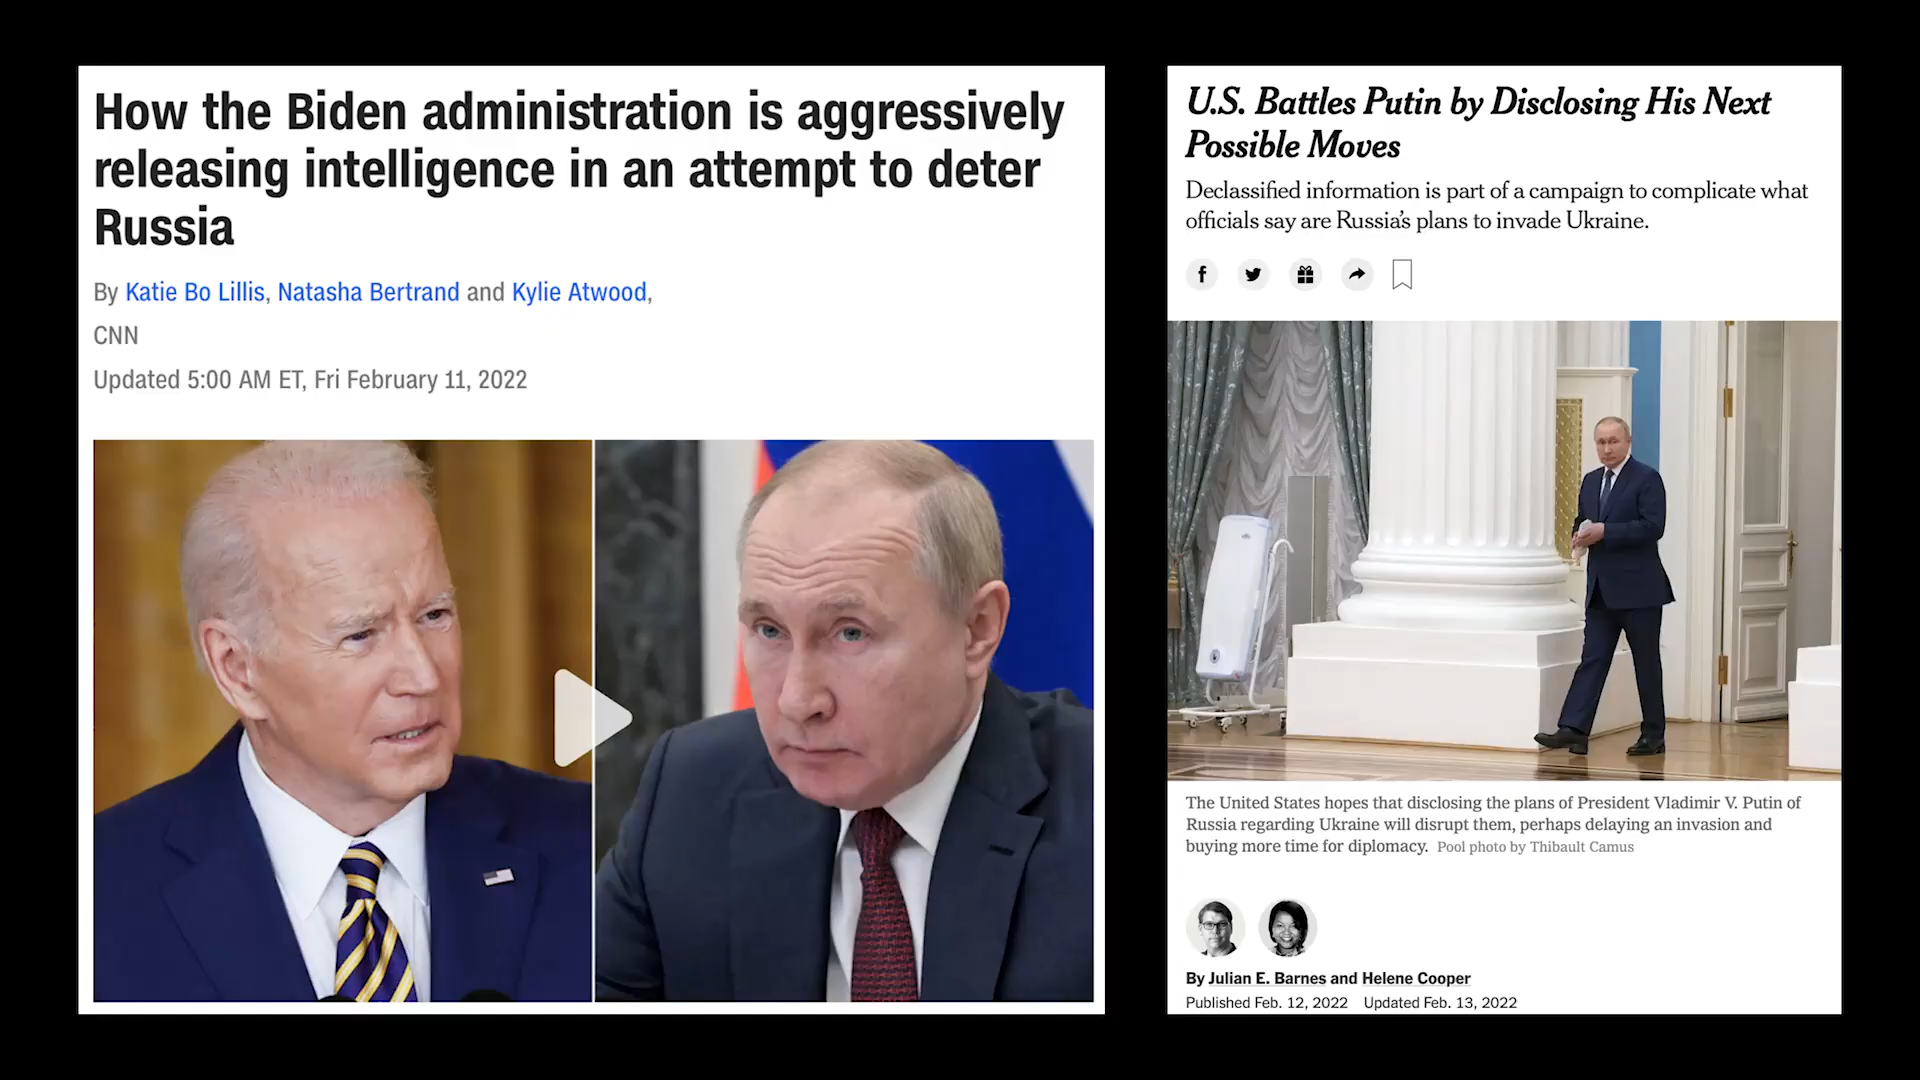 How the Biden administration is aggressively
releasing intelligence in an attempt to deter
Russia
By Katie Bo Lillis, Natasha Bertrand and Kylie Atwood,
CNN
Updated 5:00 AM ET, Fri February 11, 2022
U.S. Battles Putin by Disclosing His Next
Possible Moves
Declassified information is part of a campaign to complicate what
officials say are Russia's plans to invade Ukraine.
The United States hopes that disclosing the plans of President Vladimir V. Putin of
Russia regarding Ukraine will disrupt them, perhaps delaying an invasion and
buying more time for diplomacy. Pool photo by Thibault Camus
By Julian E. Barnes and Helene Cooper
Published Feb. 12, 2022 Updated Feb. 13, 2022